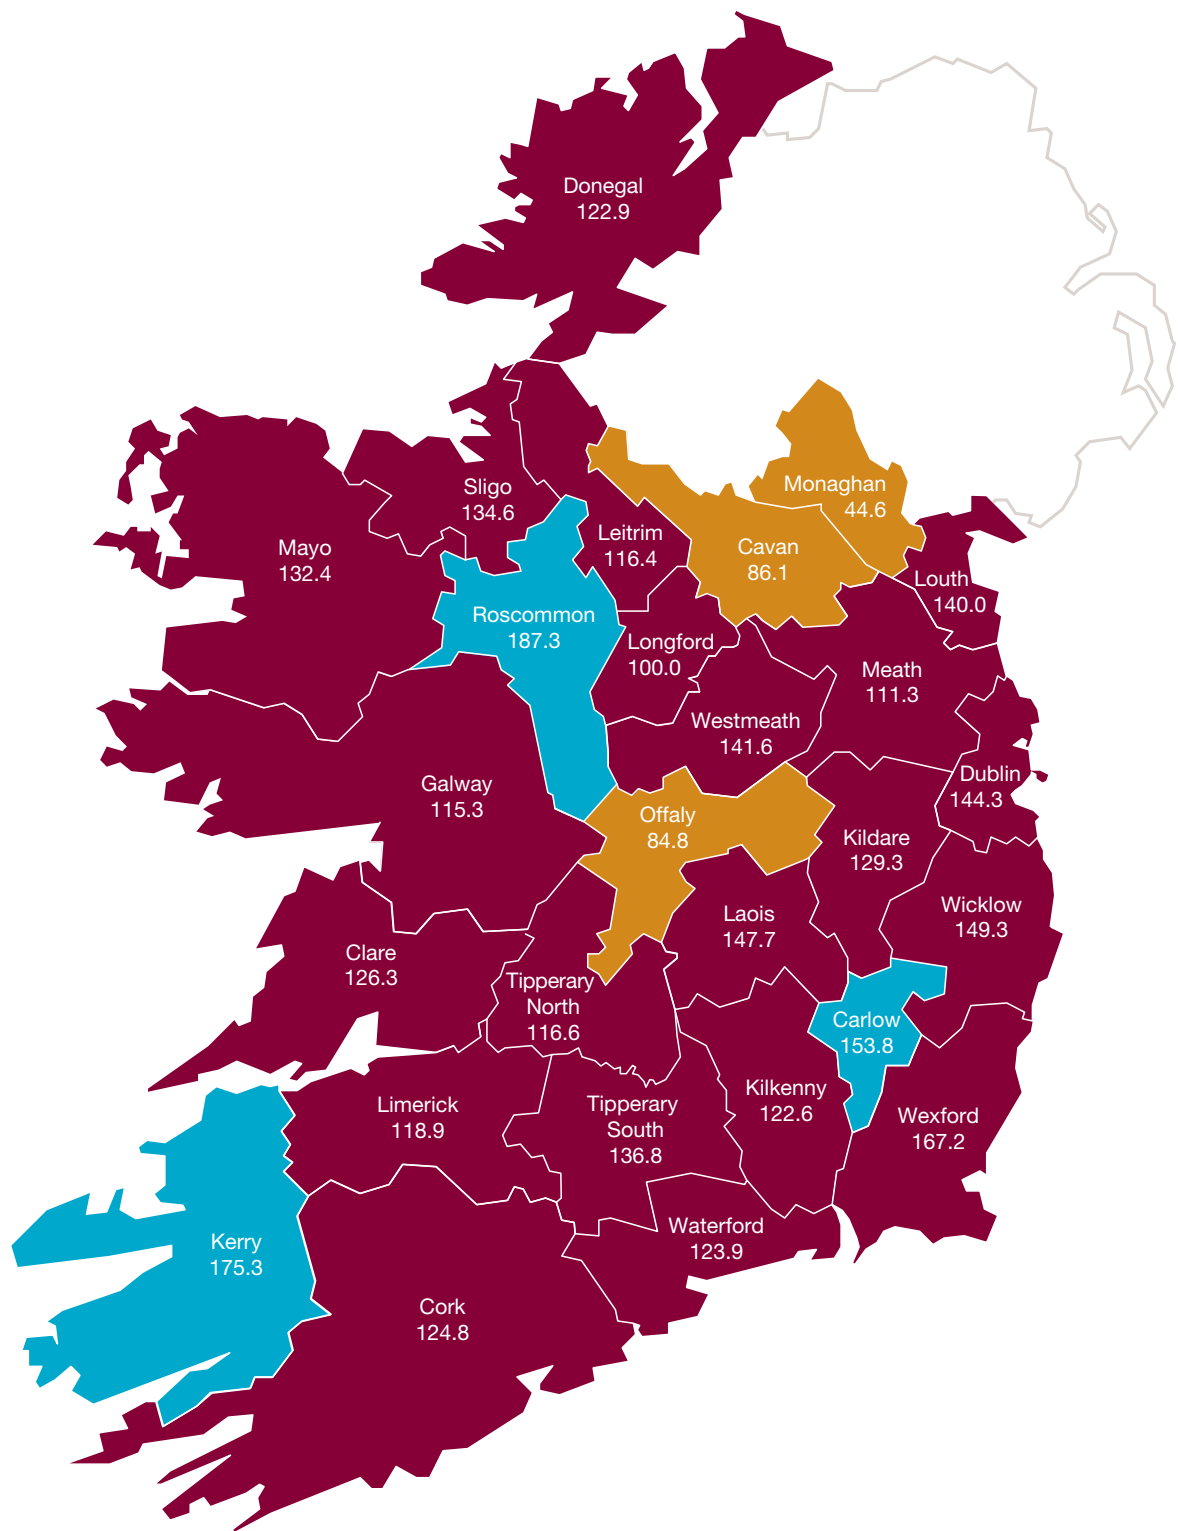 Donegal
122.9
Monaghan
44.6
Sligo
134.6
Leitrim
116.4
Cavan
86.1
Mayo
132.4
Louth
140.0
Roscommon
187.3
Longford
100.0
Meath
111.3
Westmeath
141.6
Galway
115.3
Dublin
144.3
Offaly
84.8
Kildare
129.3
Laois
147.7
Wicklow
149.3
Clare
126.3
Tipperary
North
116.6
Carlow
153.8
Limerick
118.9
Tipperary
South
136.8
Kilkenny
122.6
Wexford
167.2
Waterford
123.9
Kerry
175.3
Cork
124.8